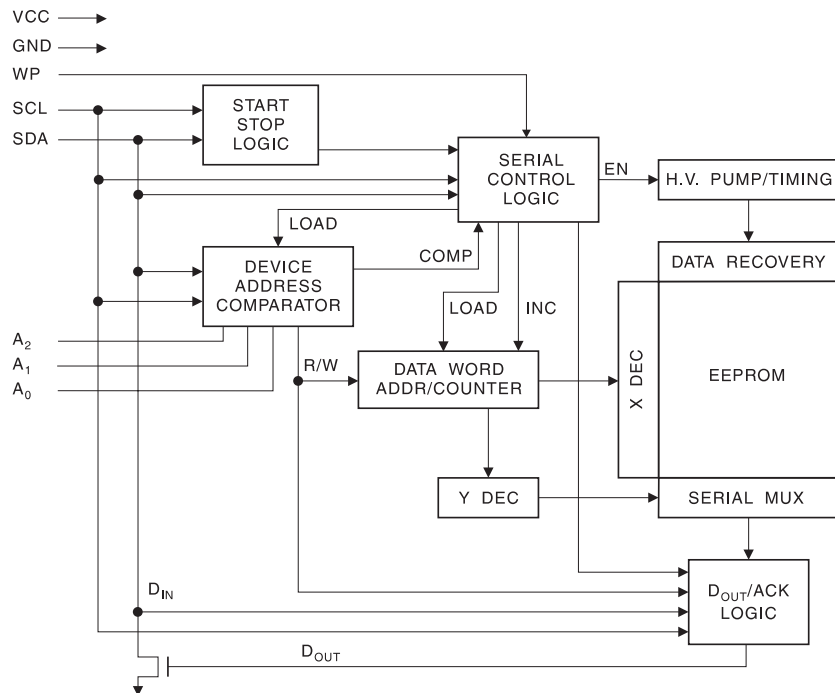 VCC
GND
WP
SCL
SDA
START
STOP
LOGIC
SERIAL
CONTROL
LOGIC
EN
H.V. PUMP/TIMING
LOAD
COMP
DEVICE
ADDRESS
COMPARATOR
DATA RECOVERY
LOAD
INC
A2
A1
A0
R/W
DATA WORD
ADDR/COUNTER
X DEC
EEPROM
Y DEC
SERIAL MUX
DIN
DOUT/ACK
LOGIC
DOUT